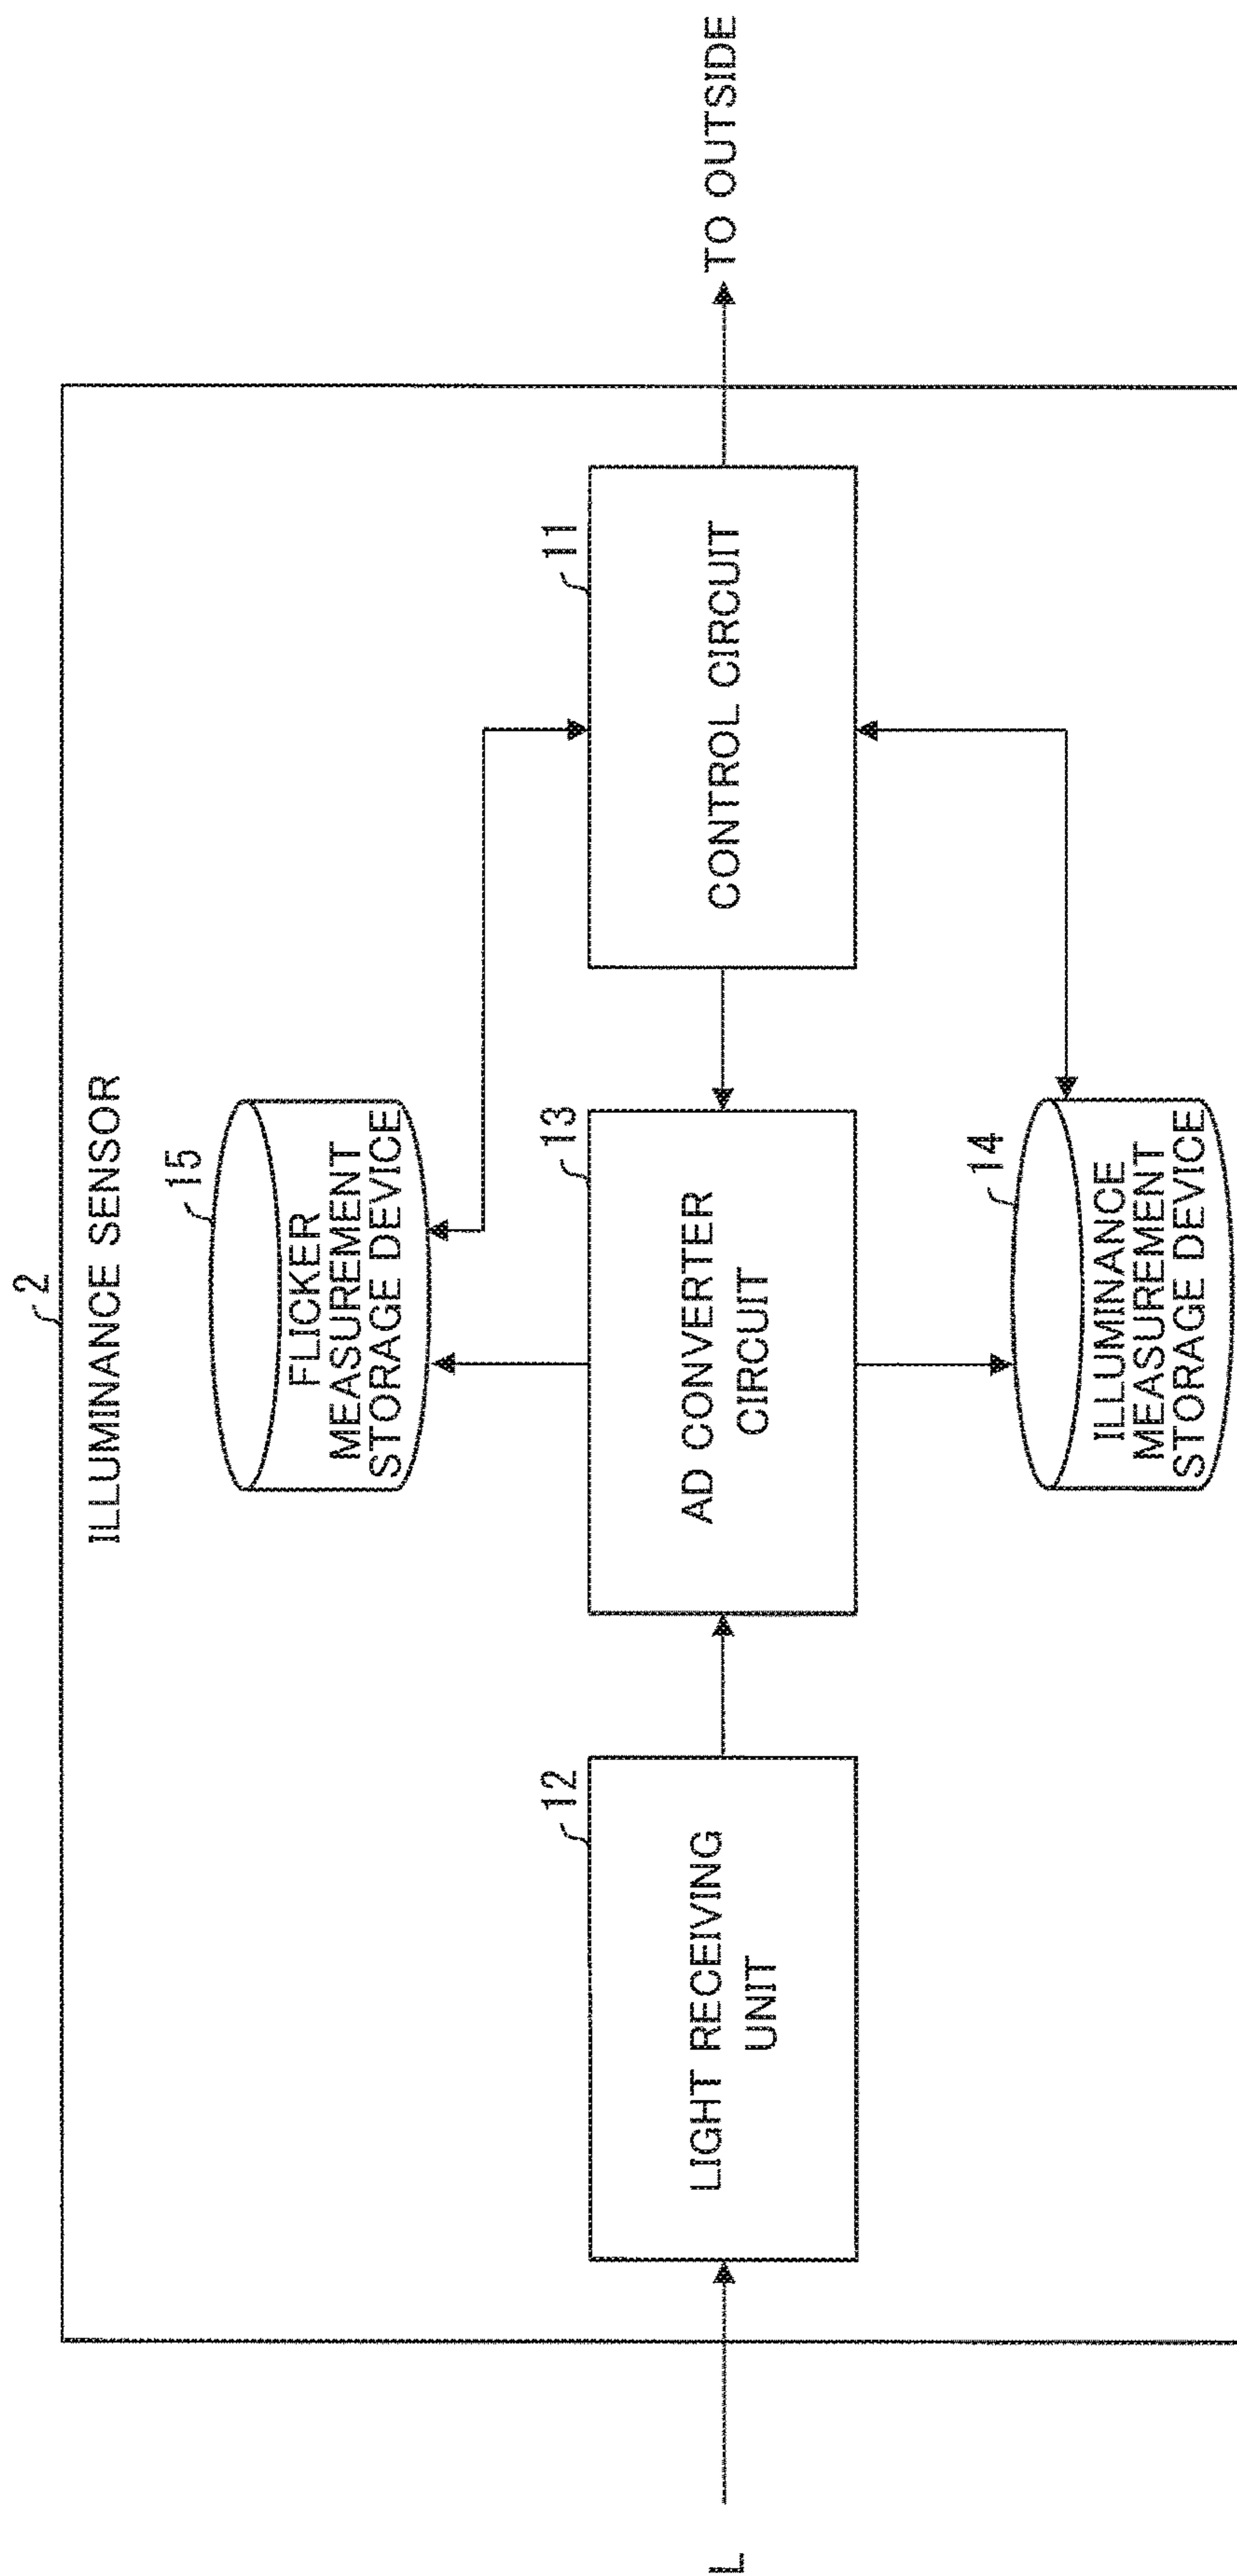 2
ILLUMINANCE SENSOR
15
FLICKER
MEASUREMENT
STORAGE DEVICE
12
LIGHT RECEIVING
UNIT
13
AD CONVERTER
CIRCUIT
11
CONTROL CIRCUIT
L
TO OUTSIDE
14
ILLUMINANCE
MEASUREMENT
STORAGE DEVICE